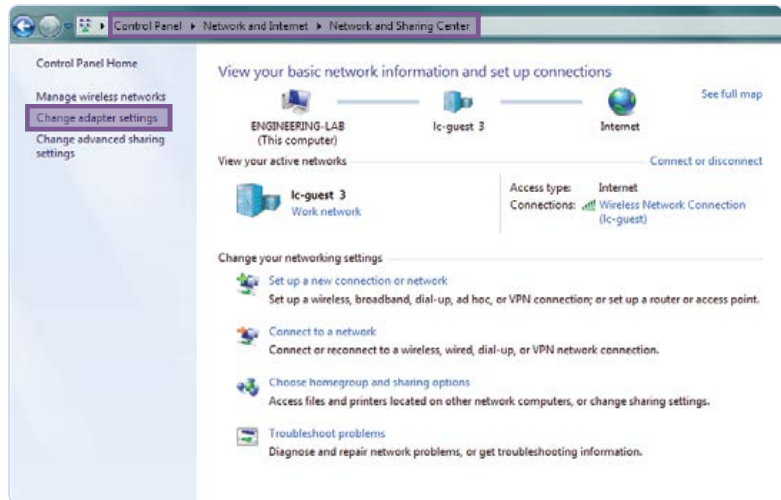 Control Panel ▸ Network and Internet ▸ Network and Sharing Center
Control Panel Home
Manage wireless networks
Change adapter settings
Change advanced sharing
settings
View your basic network information and set up connections
See full map
ENGINEERING-LAB
(This computer)
lc-guest 3
Internet
View your active networks
Connect or disconnect
lc-guest 3
Work network
Access type: Internet
Connections: Wireless Network Connection
(lc-guest)
Change your networking settings
Set up a new connection or network
Set up a wireless, broadband, dial-up, ad hoc, or VPN connection; or set up a router or access point.
Connect to a network
Connect or reconnect to a wireless, wired, dial-up, or VPN network connection.
Choose homegroup and sharing options
Access files and printers located on other network computers, or change sharing settings.
Troubleshoot problems
Diagnose and repair network problems, or get troubleshooting information.